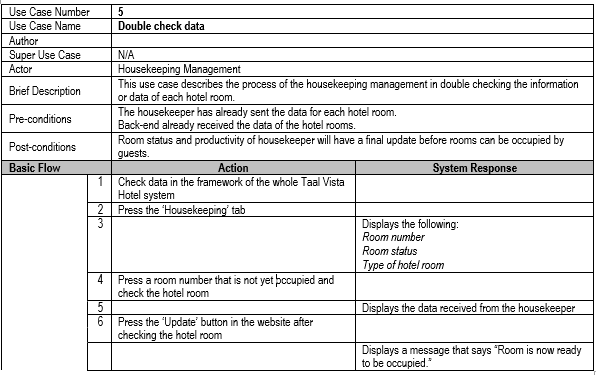 Use Case Number 5
Use Case Name Double check data
Author
Super Use Case N/A
Actor Housekeeping Management
Brief Description This use case describes the process of the housekeeping management in double checking the information
or data of each hotel room.
Pre-conditions The housekeeper has already sent the data for each hotel room.
Back-end already received the data of the hotel rooms.
Post-conditions Room status and productivity of housekeeper will have a final update before rooms can be occupied by
guests.
Basic Flow Action System Response
1 Check data in the framework of the whole Taal Vista
Hotel system
2 Press the ‘Housekeeping’ tab
3 Displays the following:
Room number
Room status
Type of hotel room
4 Press a room number that is not yet occupied and
check the hotel room
5 Displays the data received from the housekeeper
6 Press the ‘Update’ button in the website after
checking the hotel room
Displays a message that says “Room is now ready
to be occupied.”